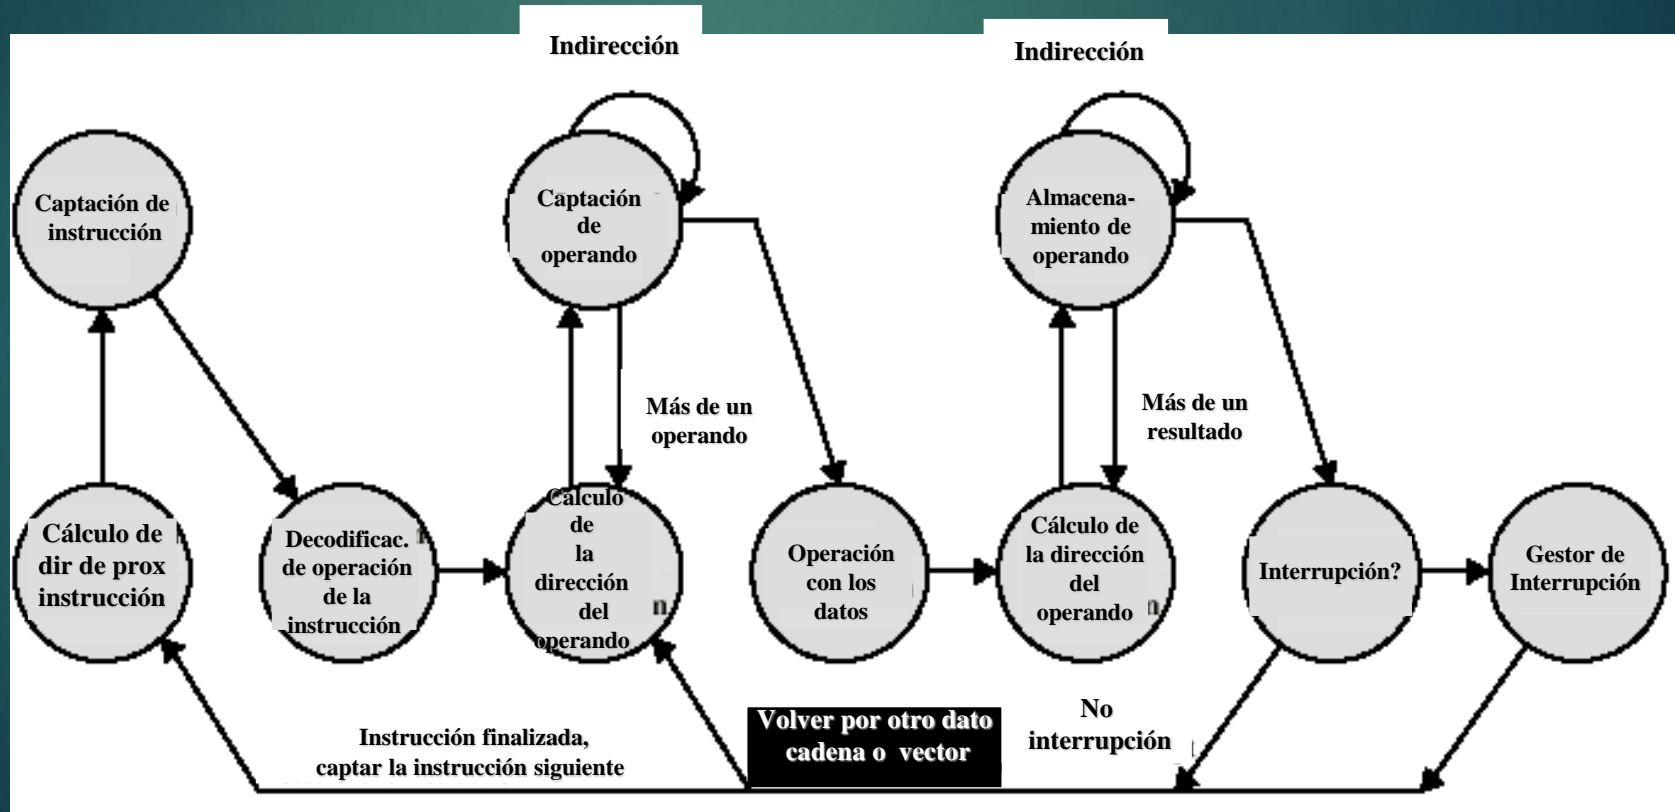 Indirección
Indirección
Captación de
instrucción
Captación
de
operando
Almacena-
miento de
operando
Más de un
operando
Más de un
resultado
Cálculo de
dir de prox
instrucción
Decodificac.
de operación
de la
instrucción
Cálculo
de
la
dirección
del
operando
n
Operación
con los
datos
Cálculo de
la dirección
del
operando
n
Interrupción?
Gestor de
Interrupción
Instrucción finalizada,
captar la instrucción siguiente
Volver por otro dato
cadena o vector
No
interrupción